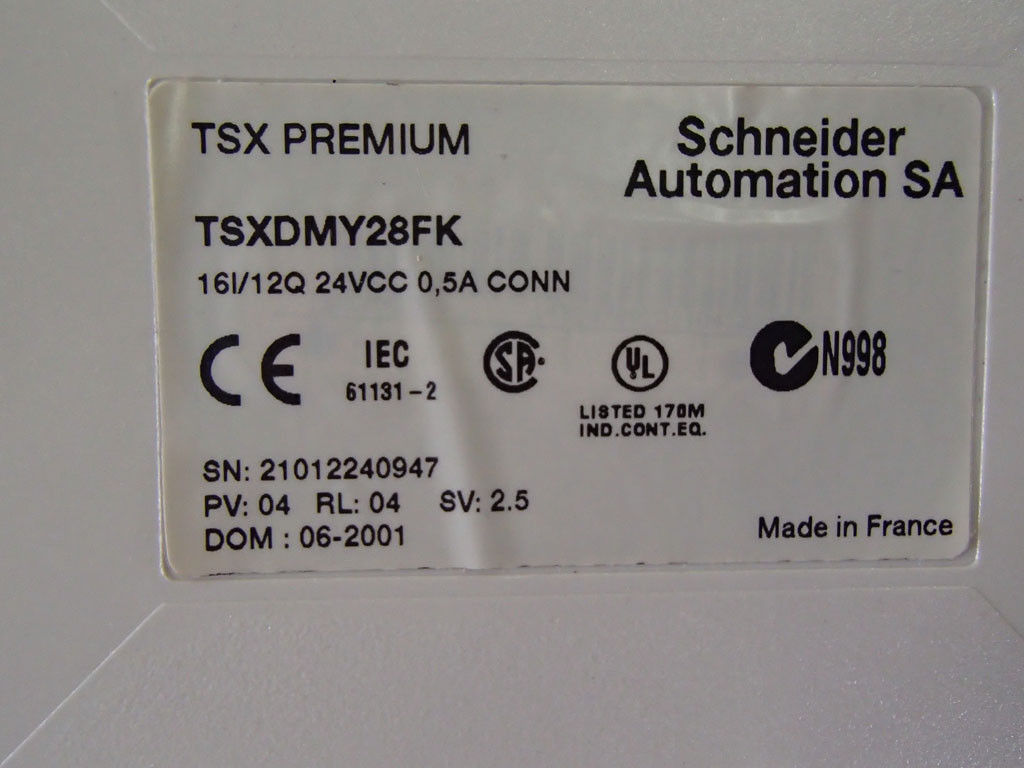 TSX PREMIUM
Schneider
Automation SA
TSXDMY28FK
16I/12Q 24VCC 0,5A CONN
CE
IEC
61131-2
SA
UL
N998
LISTED 170M
IND.CONT.EQ.
SN: 21012240947
PV: 04 RL: 04 SV: 2.5
DOM : 06-2001
Made in France